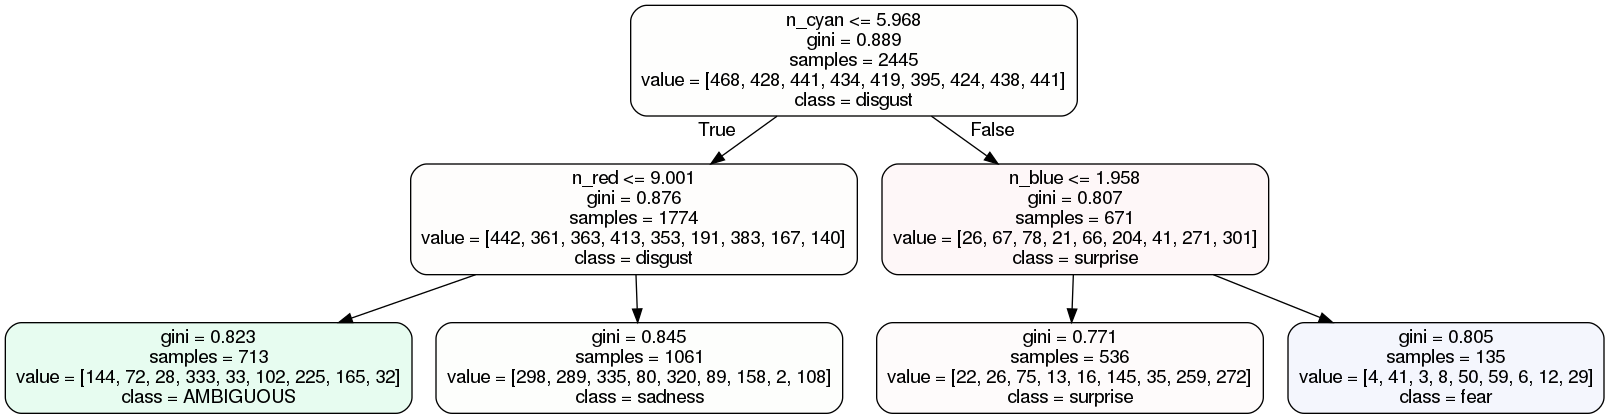 n_cyan <= 5.968
gini = 0.889
samples = 2445
value = [468, 428, 441, 434, 419, 395, 424, 438, 441]
class = disgust
True
False
n_red <= 9.001
gini = 0.876
samples = 1774
value = [442, 361, 363, 413, 353, 191, 383, 167, 140]
class = disgust
n_blue <= 1.958
gini = 0.807
samples = 671
value = [26, 67, 78, 21, 66, 204, 41, 271, 301]
class = surprise
gini = 0.823
samples = 713
value = [144, 72, 28, 333, 33, 102, 225, 165, 32]
class = AMBIGUOUS
gini = 0.845
samples = 1061
value = [298, 289, 335, 80, 320, 89, 158, 2, 108]
class = sadness
gini = 0.771
samples = 536
value = [22, 26, 75, 13, 16, 145, 35, 259, 272]
class = surprise
gini = 0.805
samples = 135
value = [4, 41, 3, 8, 50, 59, 6, 12, 29]
class = fear